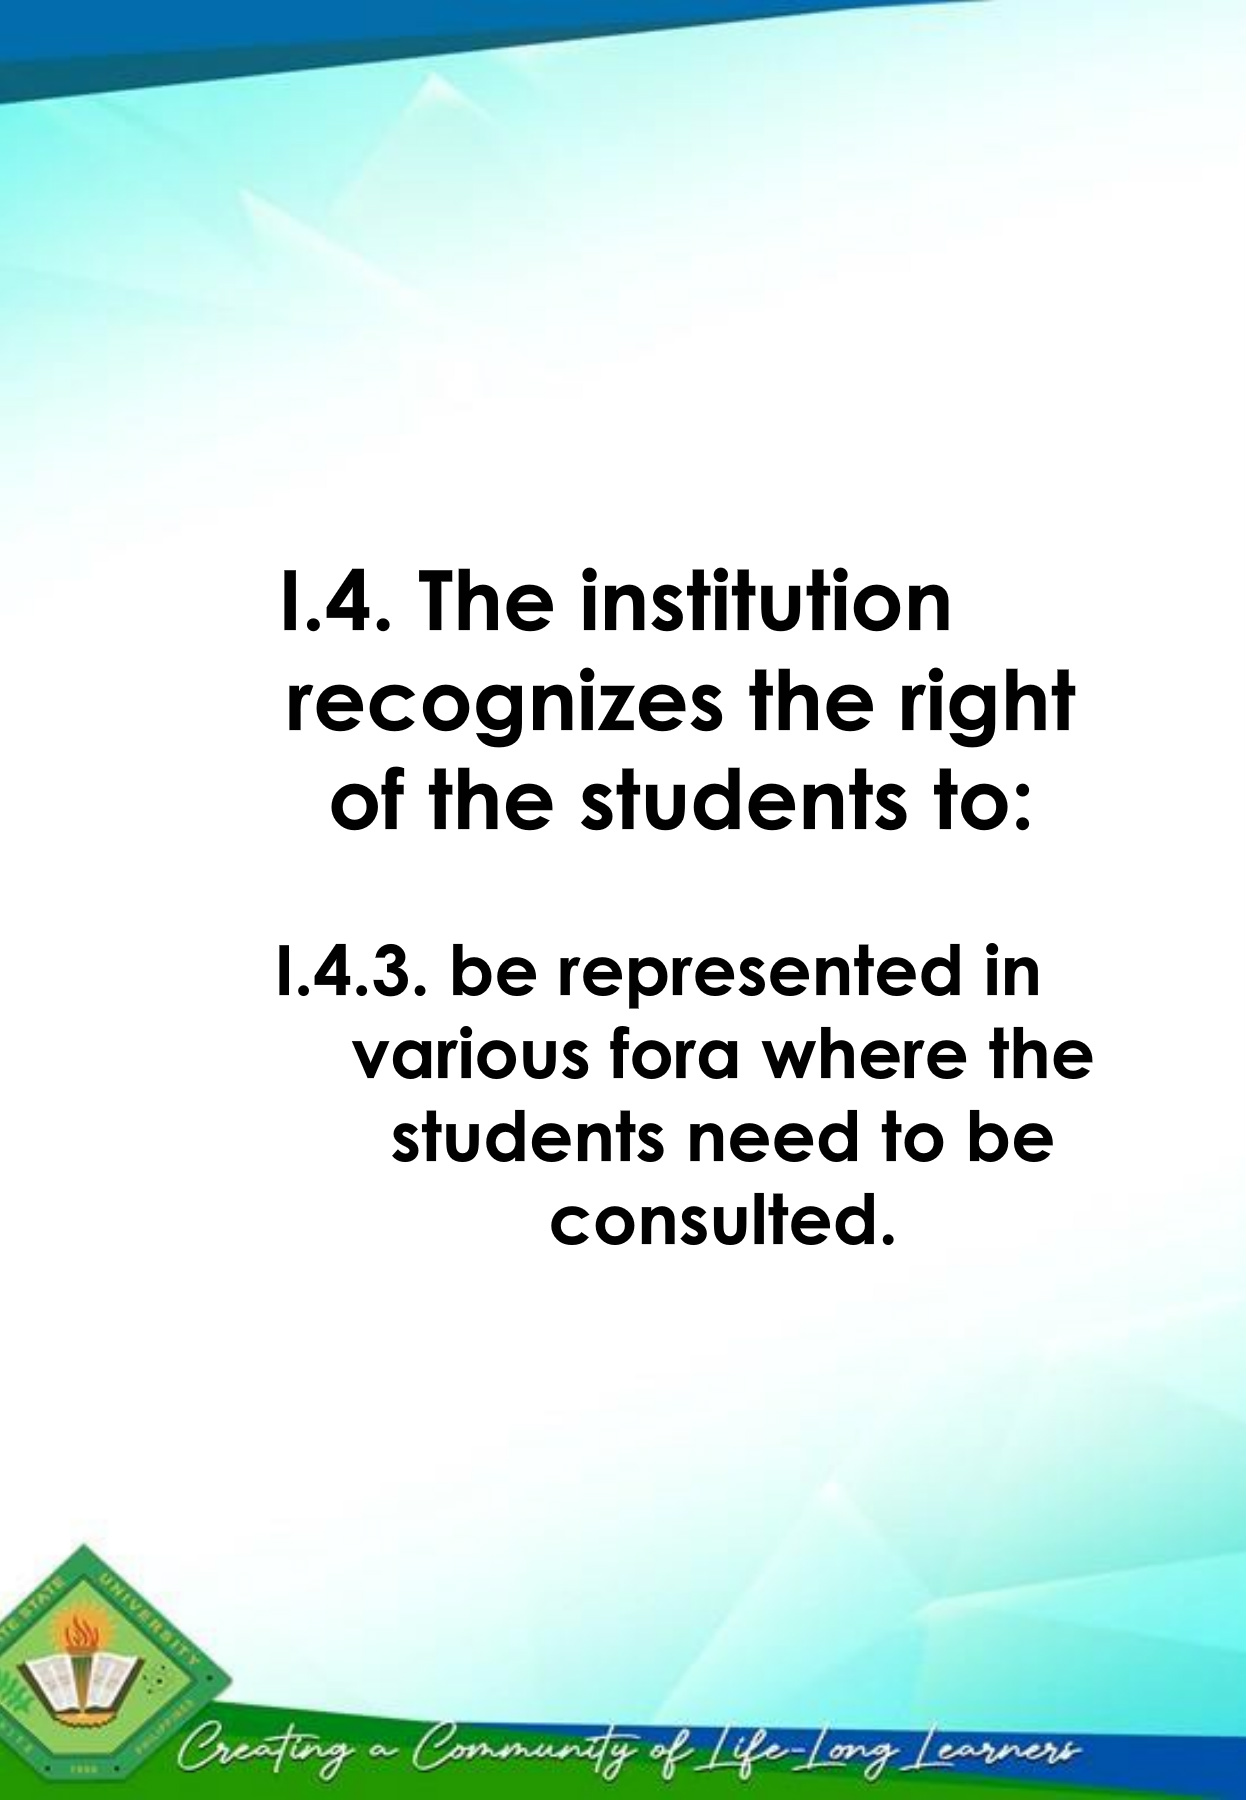 I.4. The institution
recognizes the right
of the students to:
I.4.3. be represented in
various fora where the
students need to be
consulted.
STATE UNIVERSITY
Creating a Community of Life-Long Learners